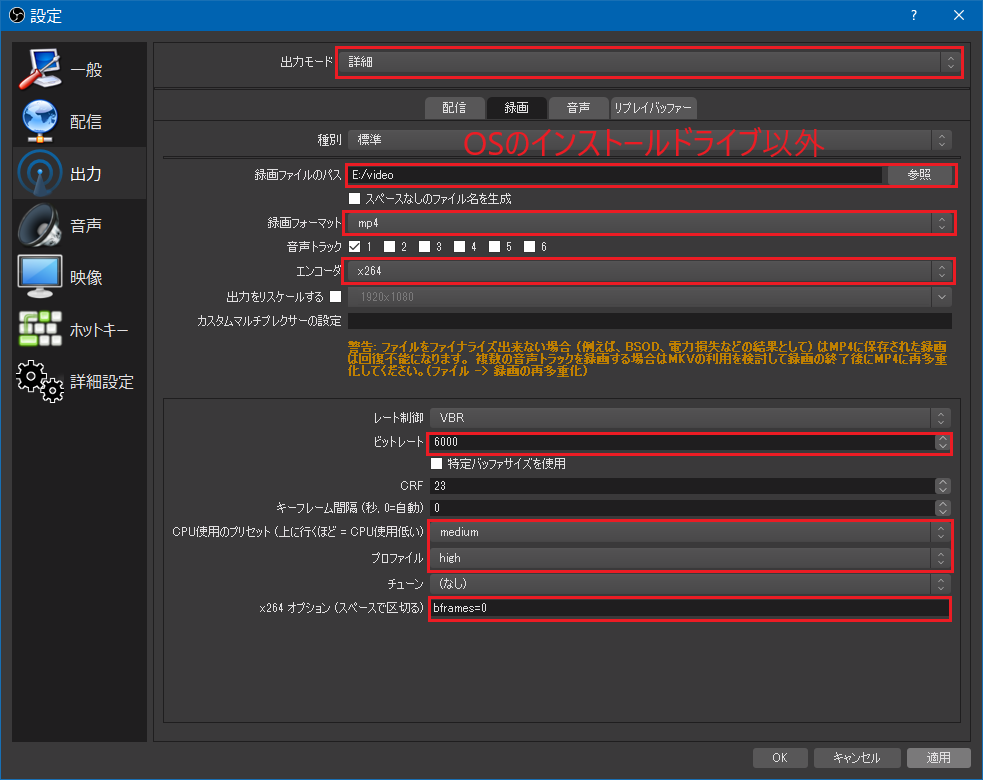 設定
?
一般
配信
出力
音声
映像
ホットキー
詳細設定
出力モード 詳細
配信 録画 音声 リプレイバッファー
種別 標準
OSのインストールドライブ以外
録画ファイルのパス E:/video 参照
スペースなしのファイル名を生成
録画フォーマット mp4
音声トラック 1 2 3 4 5 6
エンコーダ x264
出力をリスケールする 1920x1080
カスタムマルチプレクサーの設定
警告: ファイルをファイナライズ出来ない場合 (例えば、BSOD、電力損失などの結果として) はMP4に保存された録画
は回復不能になります。 複数の音声トラックを録画する場合はMKVの利用を検討して録画の終了後にMP4に再多重
化してください。(ファイル -> 録画の再多重化)
レート制御 VBR
ビットレート 6000
特定バッファサイズを使用
CRF 23
キーフレーム間隔 (秒, 0=自動) 0
CPU使用のプリセット (上に行くほど = CPU使用低い) medium
プロファイル high
チューン (なし)
x264 オプション (スペースで区切る) bframes=0
OK キャンセル 適用